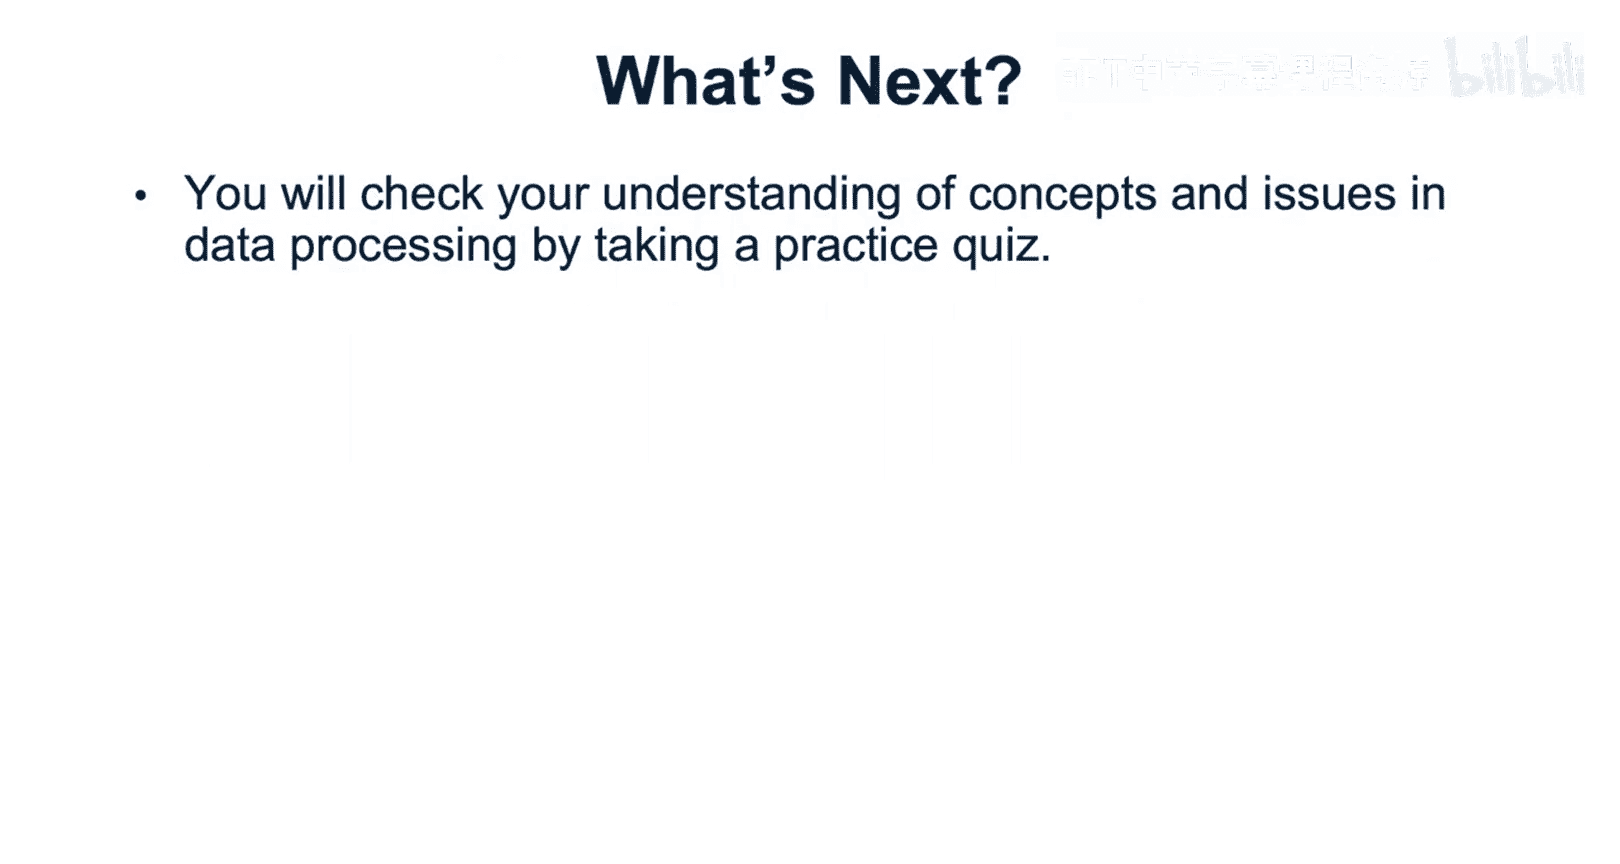 What’s Next?
bilibili
• You will check your understanding of concepts and issues in
data processing by taking a practice quiz.